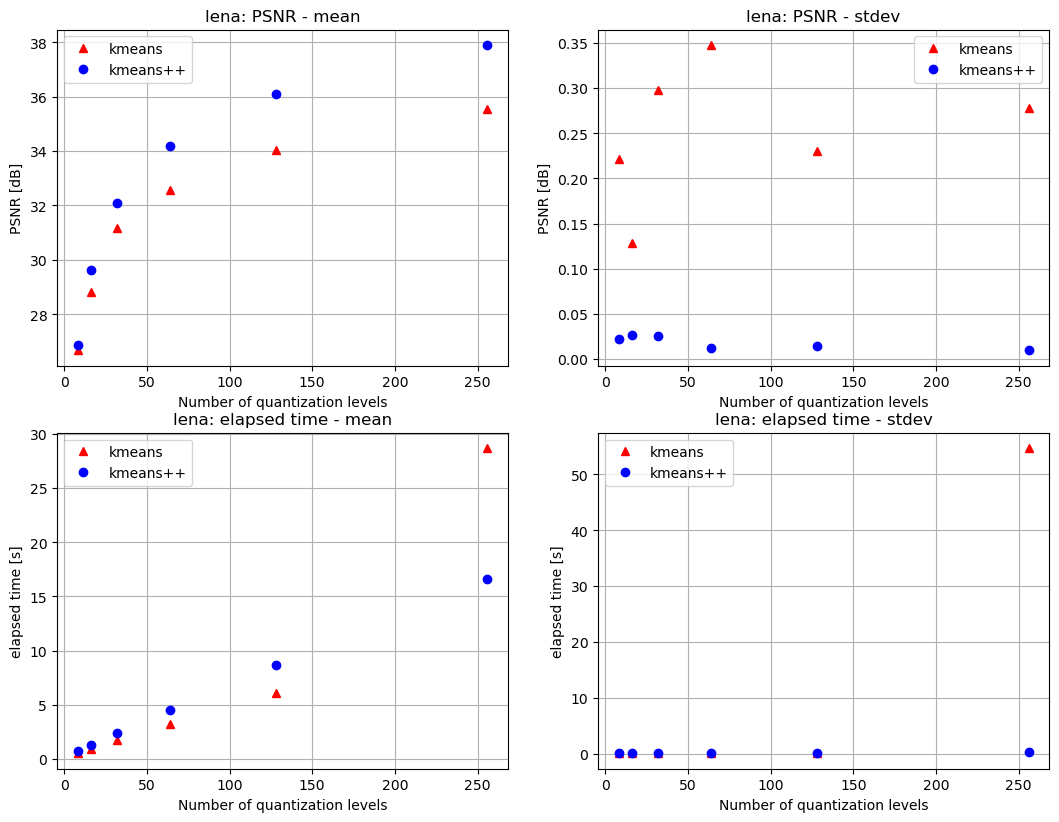 lena: PSNR - mean
kmeans
kmeans++
PSNR [dB]
38
36
34
32
30
28
0 50 100 150 200 250
Number of quantization levels
lena: PSNR - stdev
kmeans
kmeans++
PSNR [dB]
0.35
0.30
0.25
0.20
0.15
0.10
0.05
0.00
0 50 100 150 200 250
Number of quantization levels
lena: elapsed time - mean
kmeans
kmeans++
elapsed time [s]
30
25
20
15
10
5
0
0 50 100 150 200 250
Number of quantization levels
lena: elapsed time - stdev
kmeans
kmeans++
elapsed time [s]
50
40
30
20
10
0
0 50 100 150 200 250
Number of quantization levels